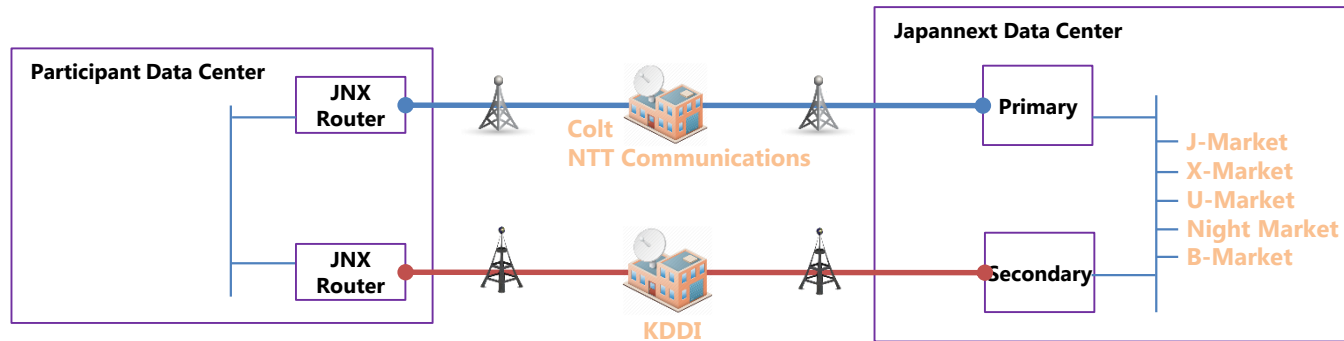 Japannext Data Center
Participant Data Center
JNX
Router
Primary
Colt
NTT Communications
J-Market
X-Market
U-Market
Night Market
B-Market
JNX
Router
Secondary
KDDI